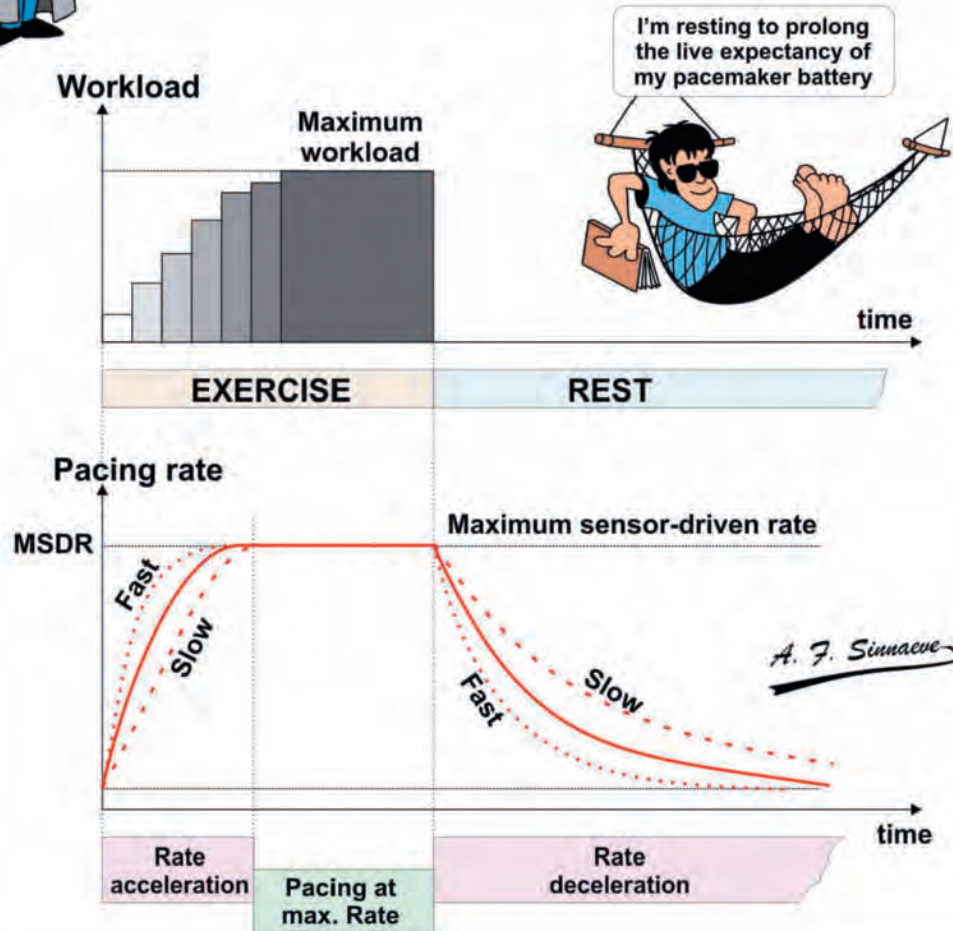 I'm resting to prolong
the live expectancy of
my pacemaker battery
Workload
Maximum
workload
time
EXERCISE
REST
Pacing rate
MSDR
Maximum sensor-driven rate
Fast
Slow
Fast
Slow
A. F. Sinnaeve
time
Rate
acceleration
Pacing at
max. Rate
Rate
deceleration